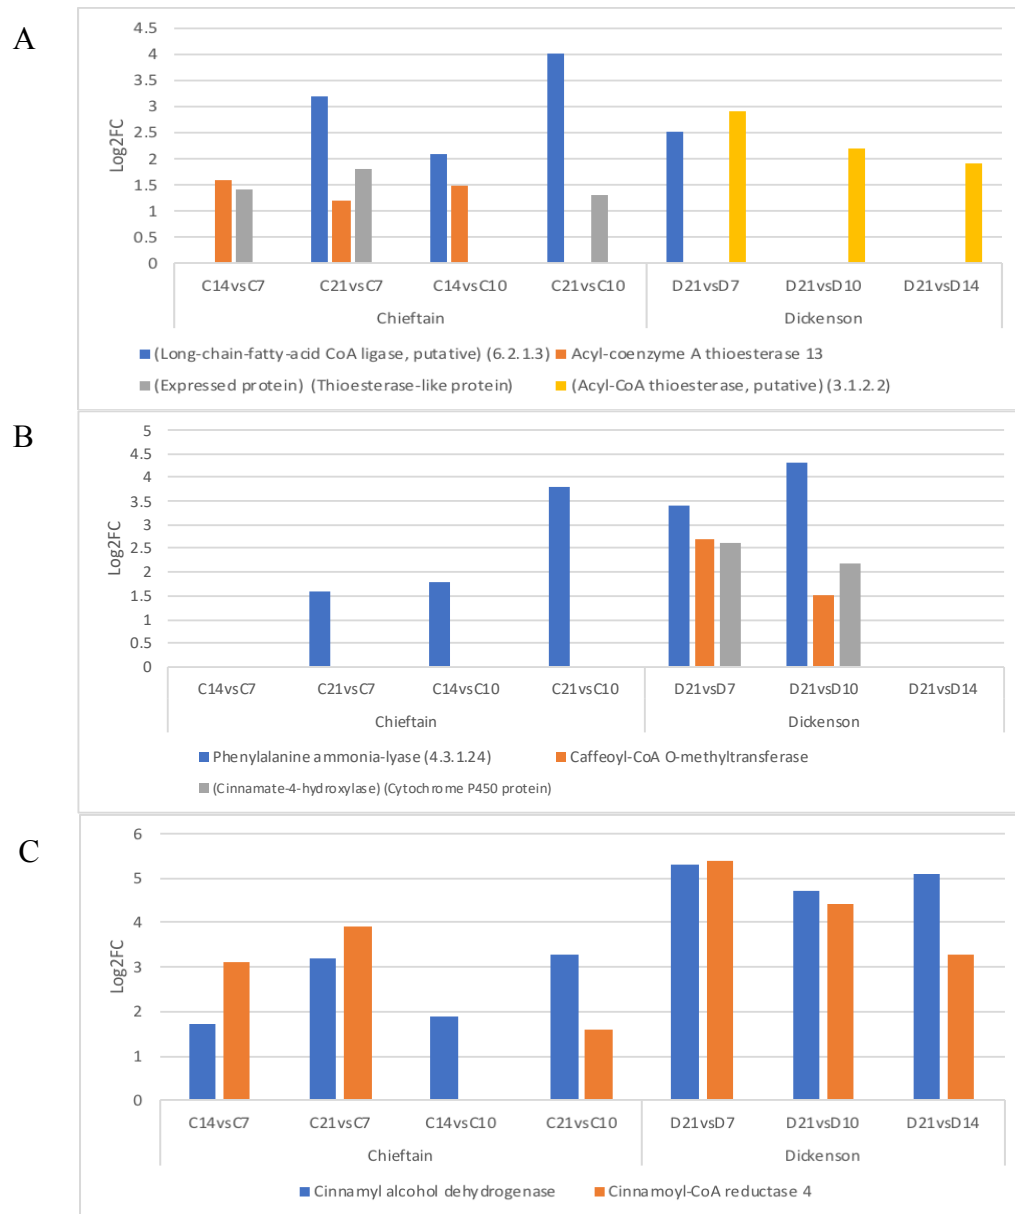 A
4.5
4
3.5
3
2.5
2
1.5
1
0.5
0
Log2FC
C14vsC7 C21vsC7 C14vsC10 C21vsC10 D21vsD7 D21vsD10 D21vsD14
Chieftain Dickenson
(Long-chain-fatty-acid CoA ligase, putative) (6.2.1.3) Acyl-coenzyme A thioesterase 13
(Expressed protein) (Thioesterase-like protein) (Acyl-CoA thioesterase, putative) (3.1.2.2)
B
5
4.5
4
3.5
3
2.5
2
1.5
1
0.5
0
Log2FC
C14vsC7 C21vsC7 C14vsC10 C21vsC10 D21vsD7 D21vsD10 D21vsD14
Chieftain Dickenson
Phenylalanine ammonia-lyase (4.3.1.24) Caffeoyl-CoA O-methyltransferase
(Cinnamate-4-hydroxylase) (Cytochrome P450 protein)
C
6
5
4
3
2
1
0
Log2FC
C14vsC7 C21vsC7 C14vsC10 C21vsC10 D21vsD7 D21vsD10 D21vsD14
Chieftain Dickenson
Cinnamyl alcohol dehydrogenase Cinnamoyl-CoA reductase 4